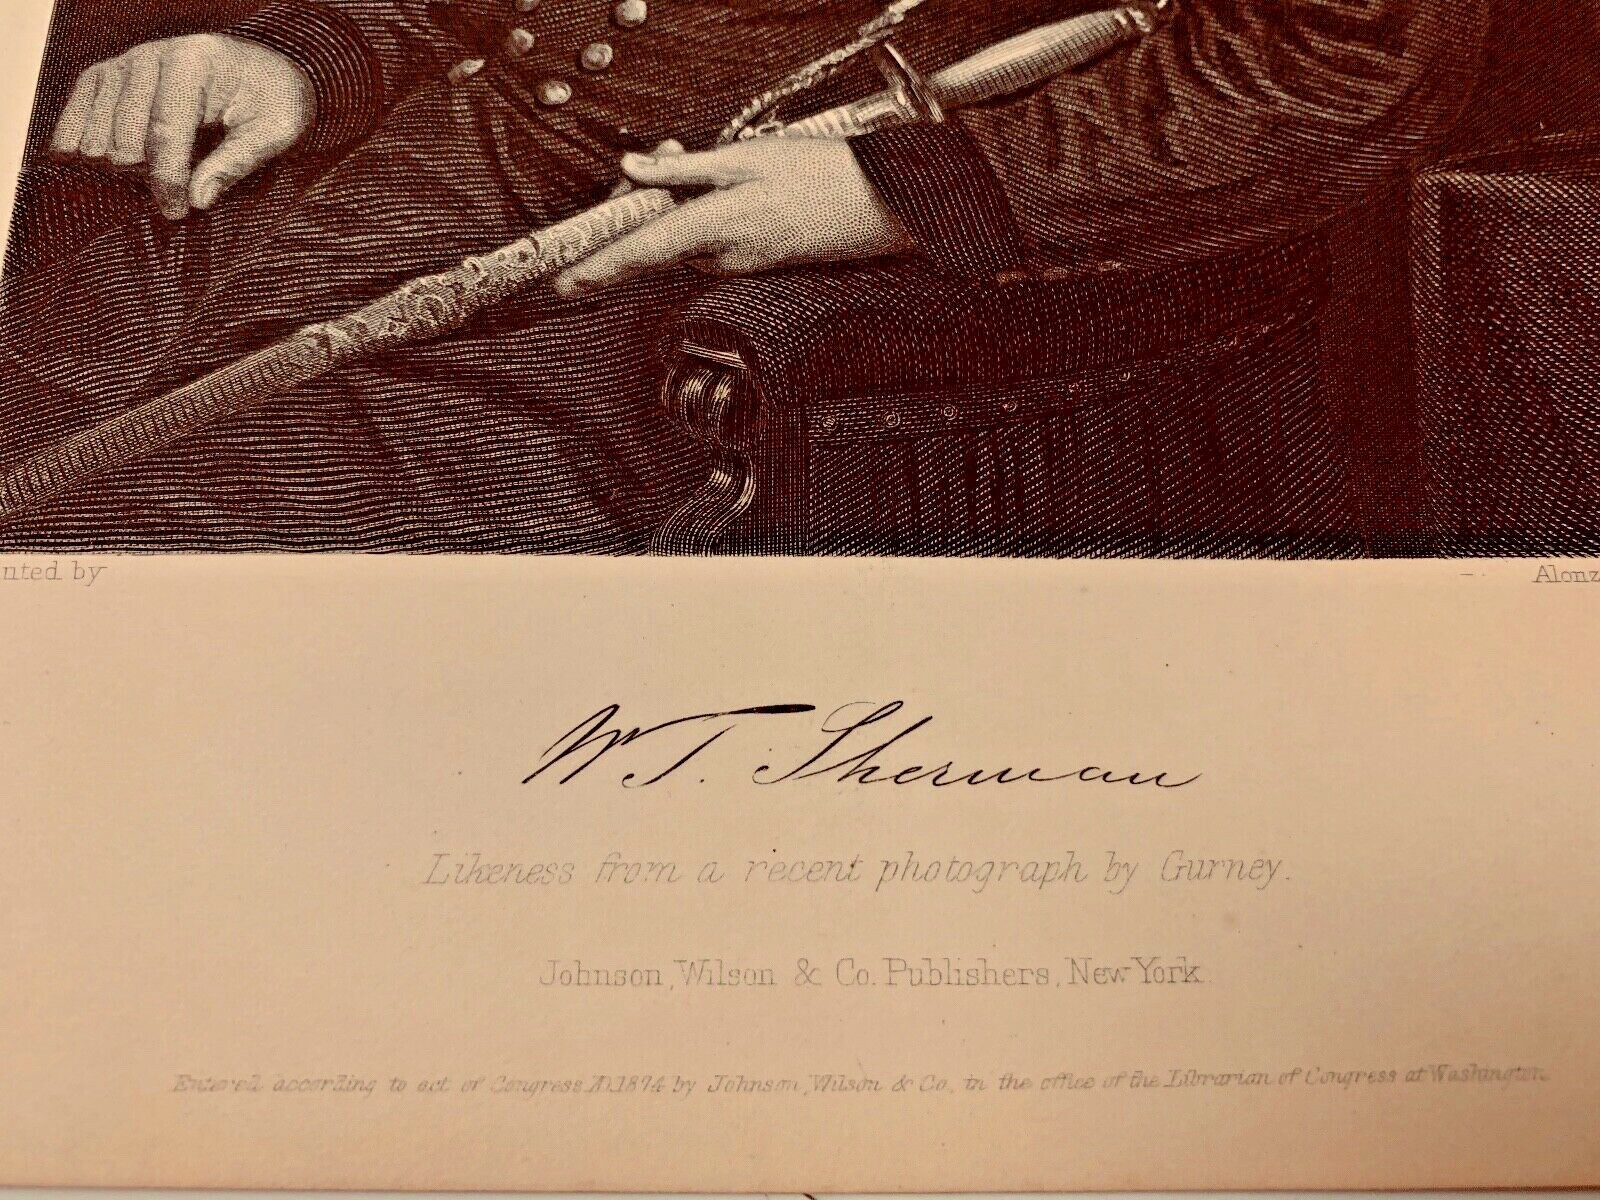 nted by
Alonz
W. T. Sherman
Likeness from a recent photograph by Gurney.
Johnson, Wilson & Co. Publishers, New York.
Entered according to act of Congress A.D. 1874 by Johnson, Wilson & Co., in the office of the Librarian of Congress at Washington